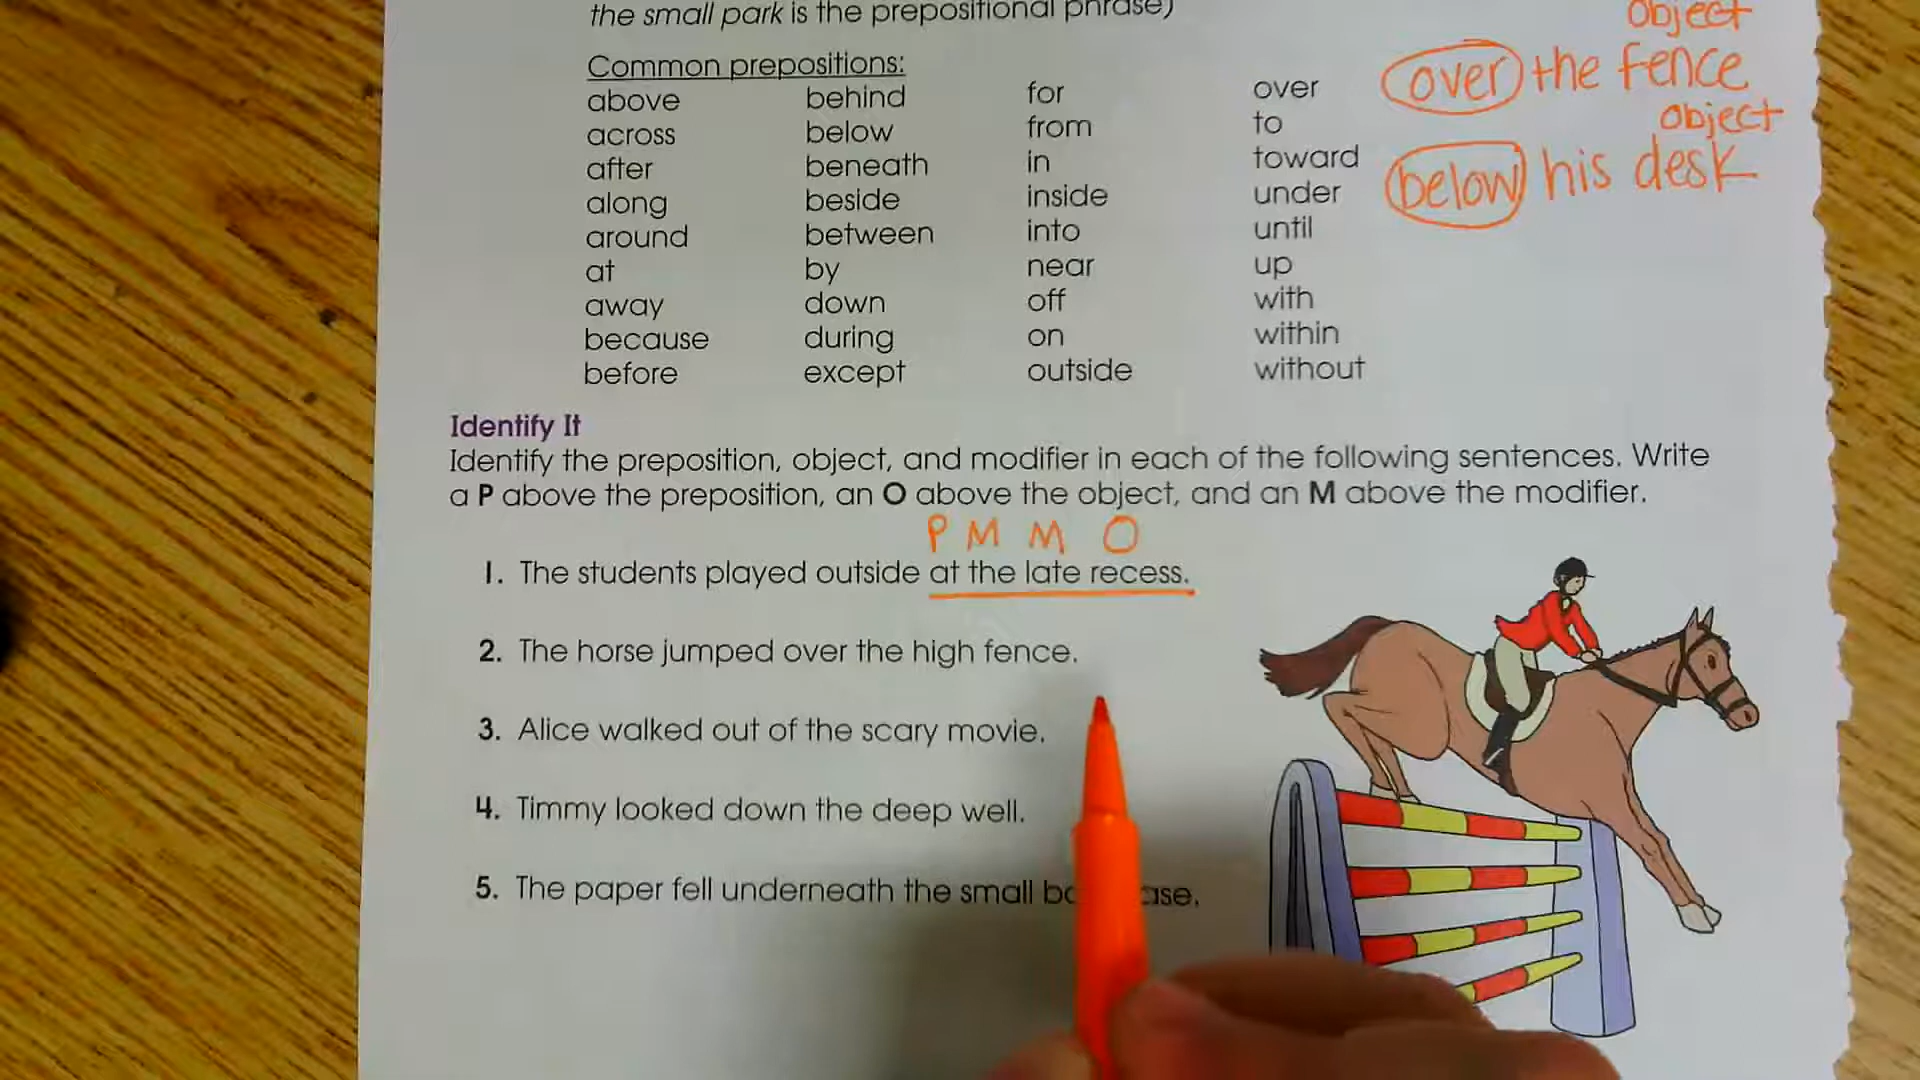 the small park is the prepositional phrase)
object
Common prepositions:
over the fence
above behind for over
object
across below from to
after beneath in toward
below his desk
along beside inside under
around between into until
at by near up
away down off with
because during on within
before except outside without
Identify It
Identify the preposition, object, and modifier in each of the following sentences. Write
a P above the preposition, an O above the object, and an M above the modifier.
P M M O
1. The students played outside at the late recess.
2. The horse jumped over the high fence.
3. Alice walked out of the scary movie.
4. Timmy looked down the deep well.
5. The paper fell underneath the small